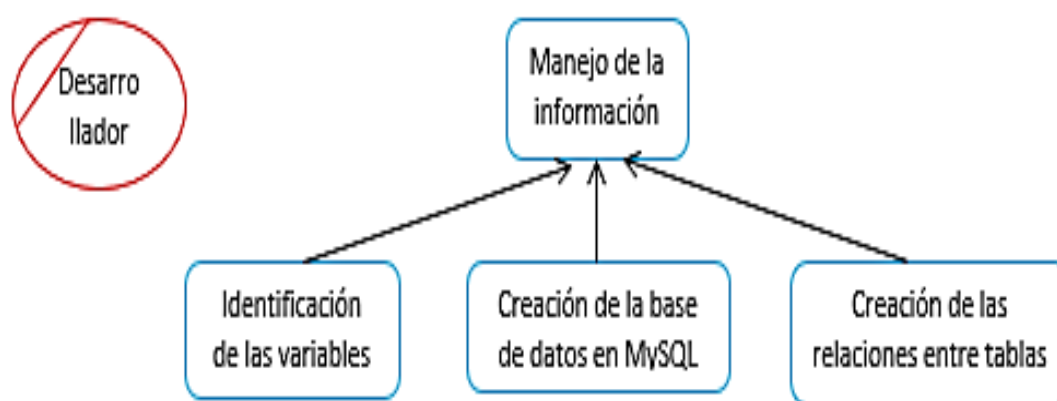 Desarro
llador
Manejo de la
información
Identificación
de las variables
Creación de la base
de datos en MySQL
Creación de las
relaciones entre tablas